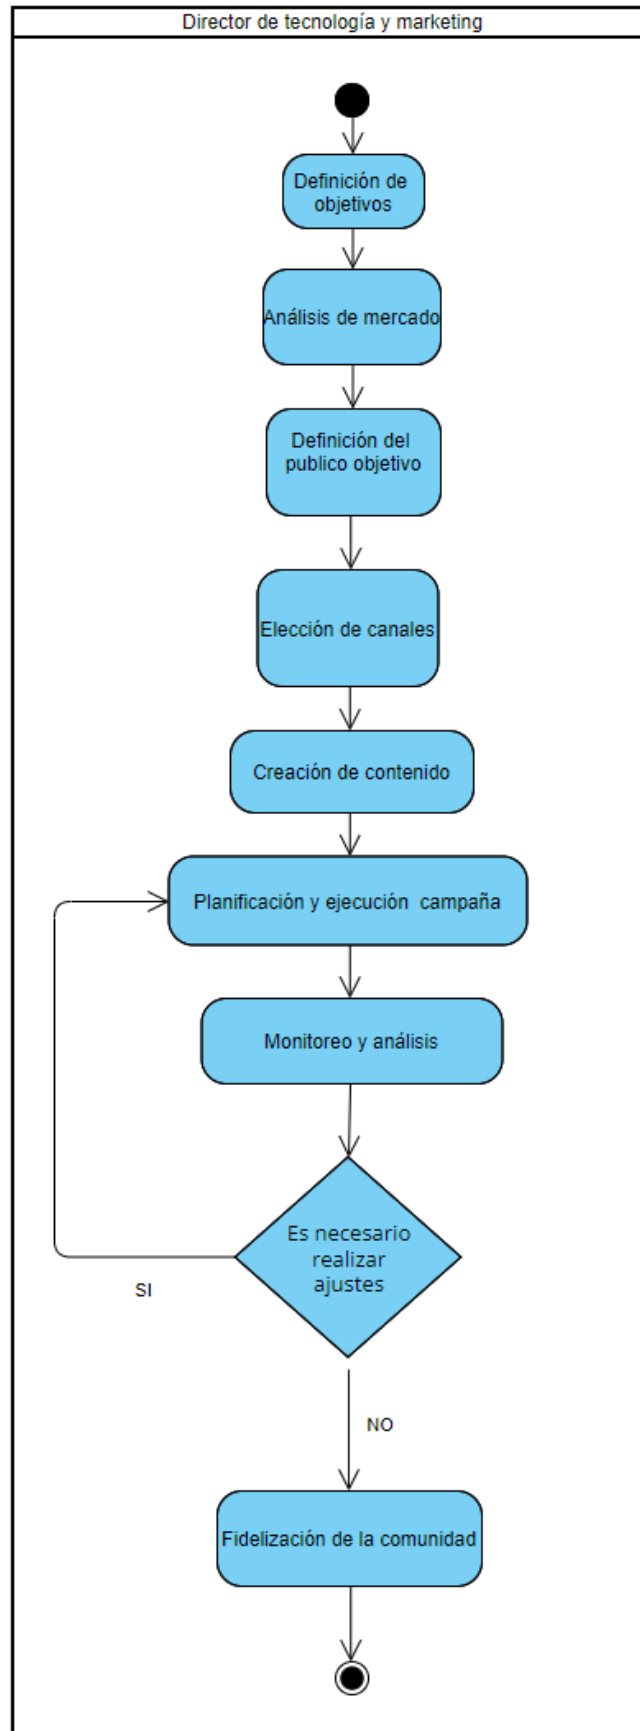 Director de tecnología y marketing
Definición de
objetivos
Análisis de mercado
Definición del
publico objetivo
Elección de canales
Creación de contenido
Planificación y ejecución campaña
Monitoreo y análisis
Es necesario
realizar
ajustes
SI
NO
Fidelización de la comunidad